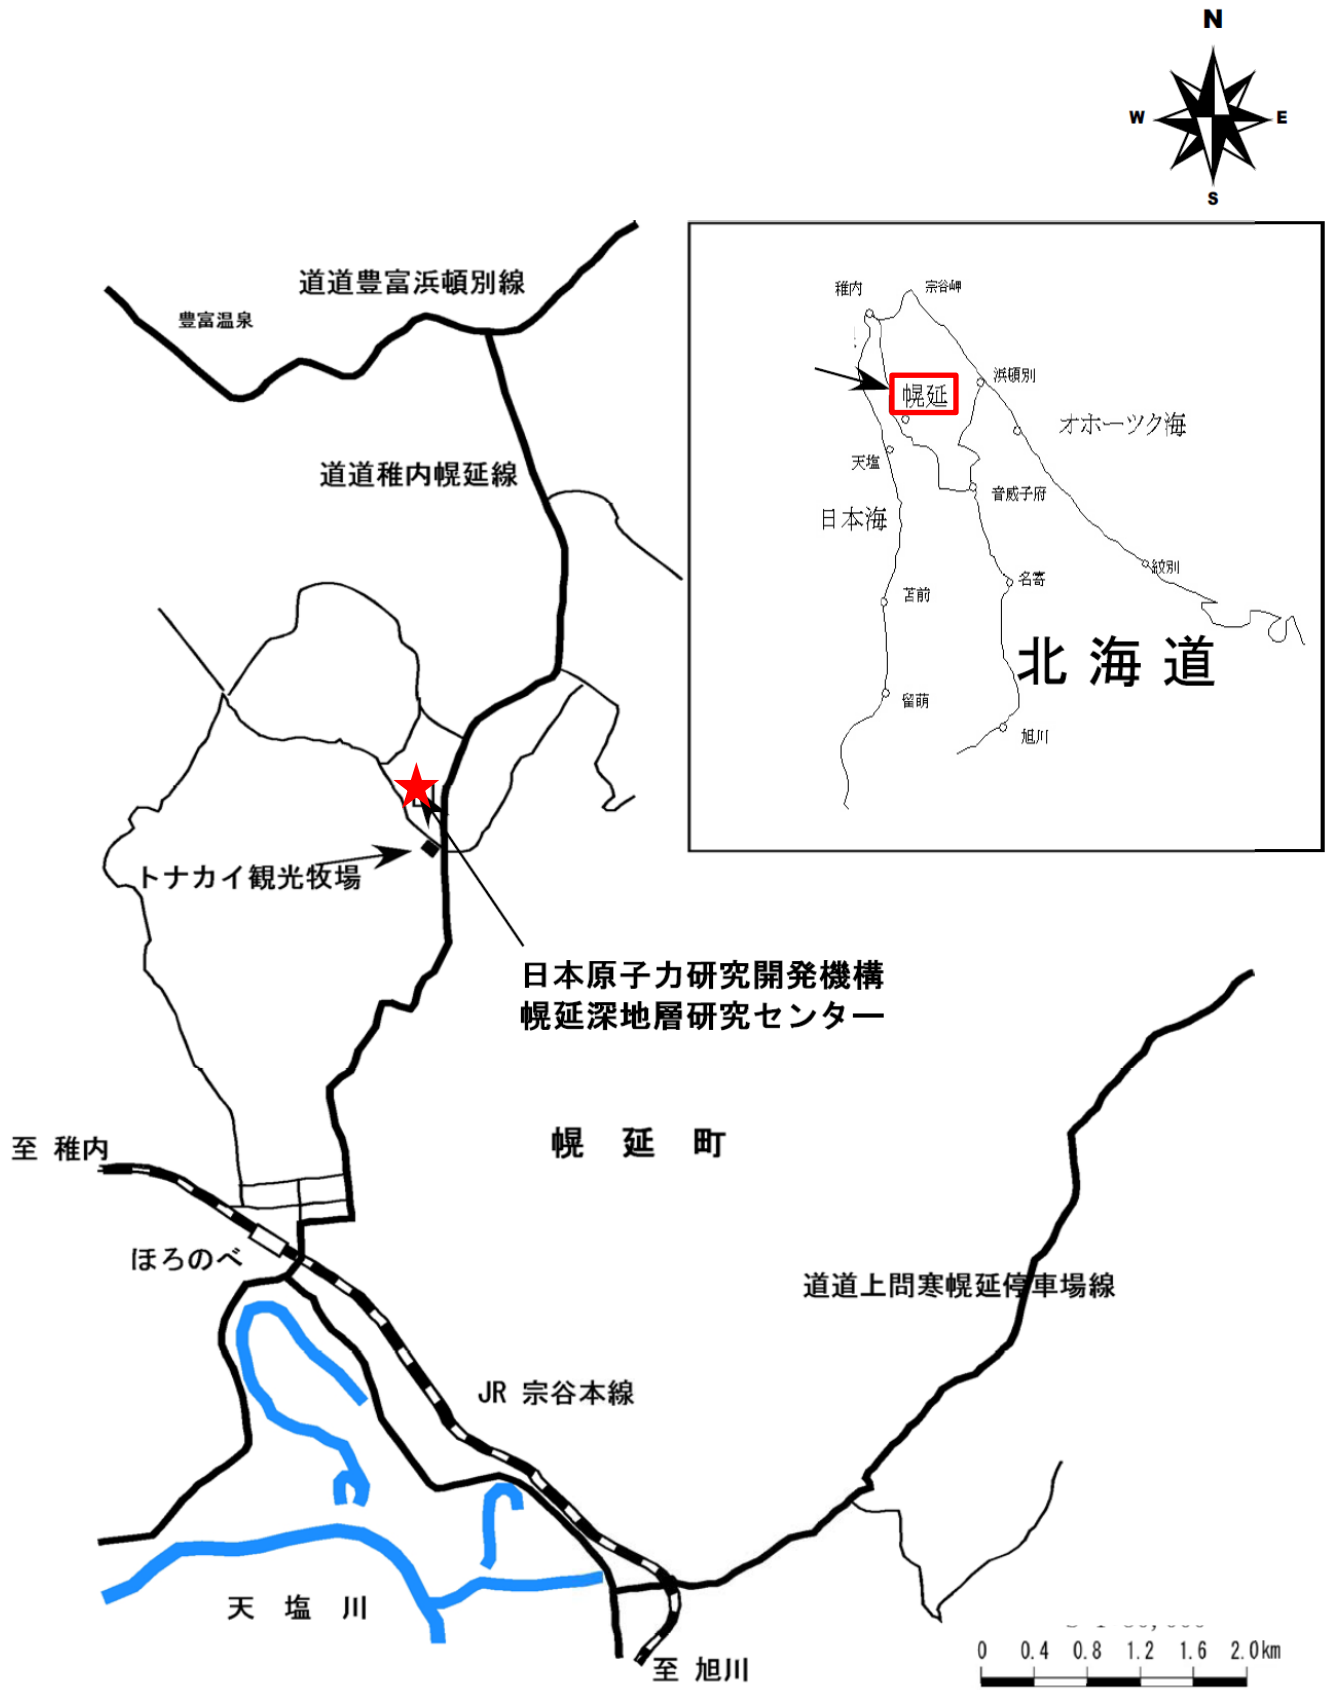 N
W
E
S
道道豊富浜頓別線
豊富温泉
道道稚内幌延線
稚内
宗谷岬
幌延
浜頓別
オホーツク海
天塩
音威子府
日本海
名寄
紋別
苫前
北海道
留萌
旭川
トナカイ観光牧場
日本原子力研究開発機構
幌延深地層研究センター
幌 延 町
至 稚内
ほろのべ
道道上問寒幌延停車場線
JR 宗谷本線
天 塩 川
至 旭川
0 0.4 0.8 1.2 1.6 2.0km